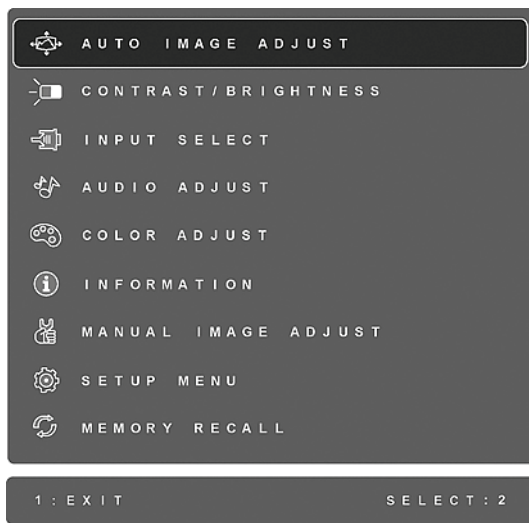 AUTO IMAGE ADJUST
CONTRAST/BRIGHTNESS
INPUT SELECT
AUDIO ADJUST
COLOR ADJUST
INFORMATION
MANUAL IMAGE ADJUST
SETUP MENU
MEMORY RECALL
1:EXIT SELECT:2